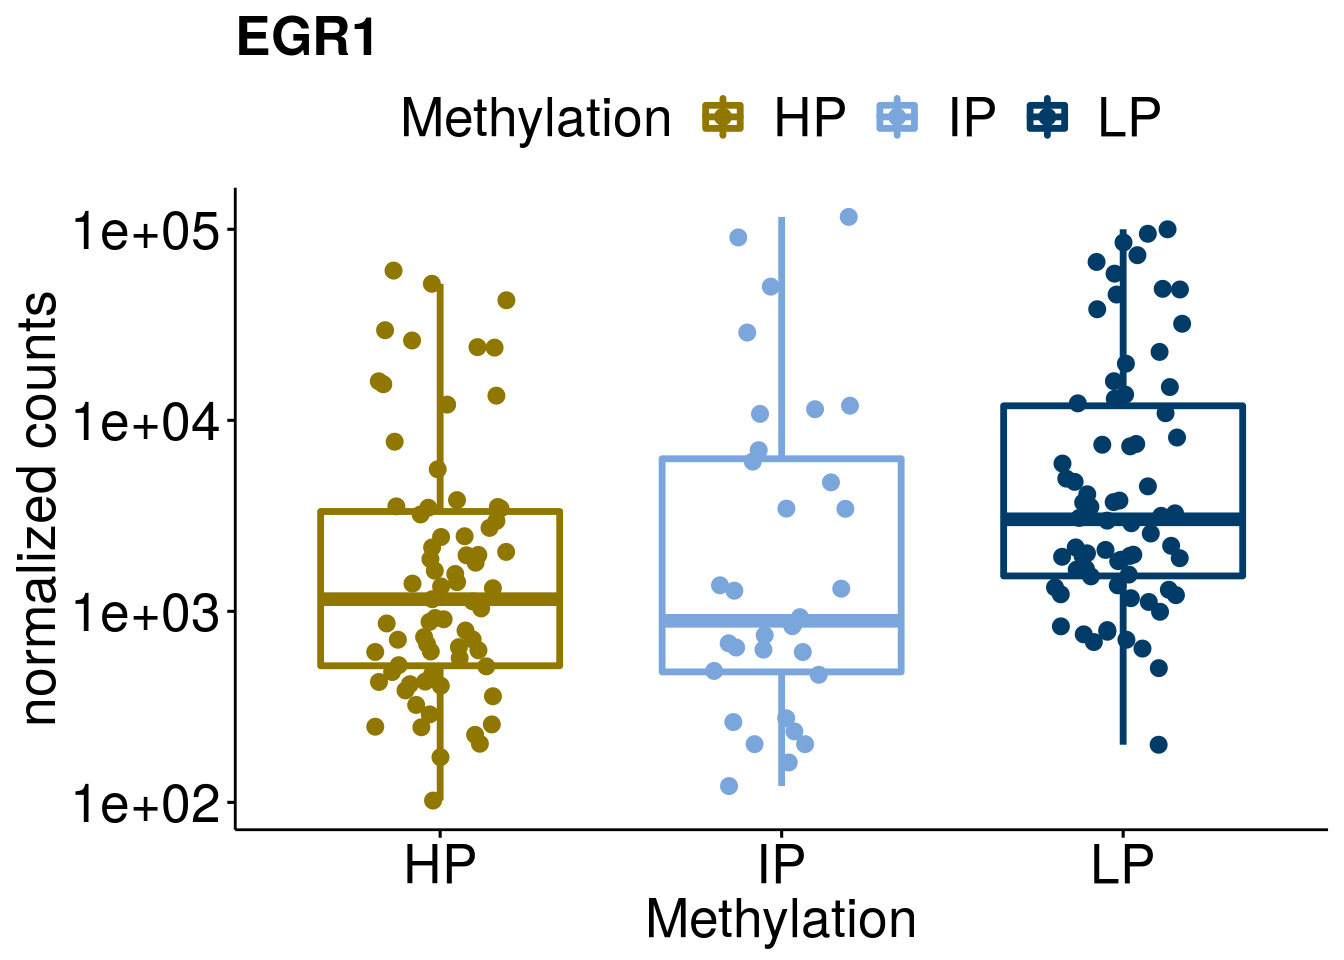 EGR1
Methylation HP IP LP
1e+05
1e+04
1e+03
1e+02
normalized counts
HP IP LP
Methylation